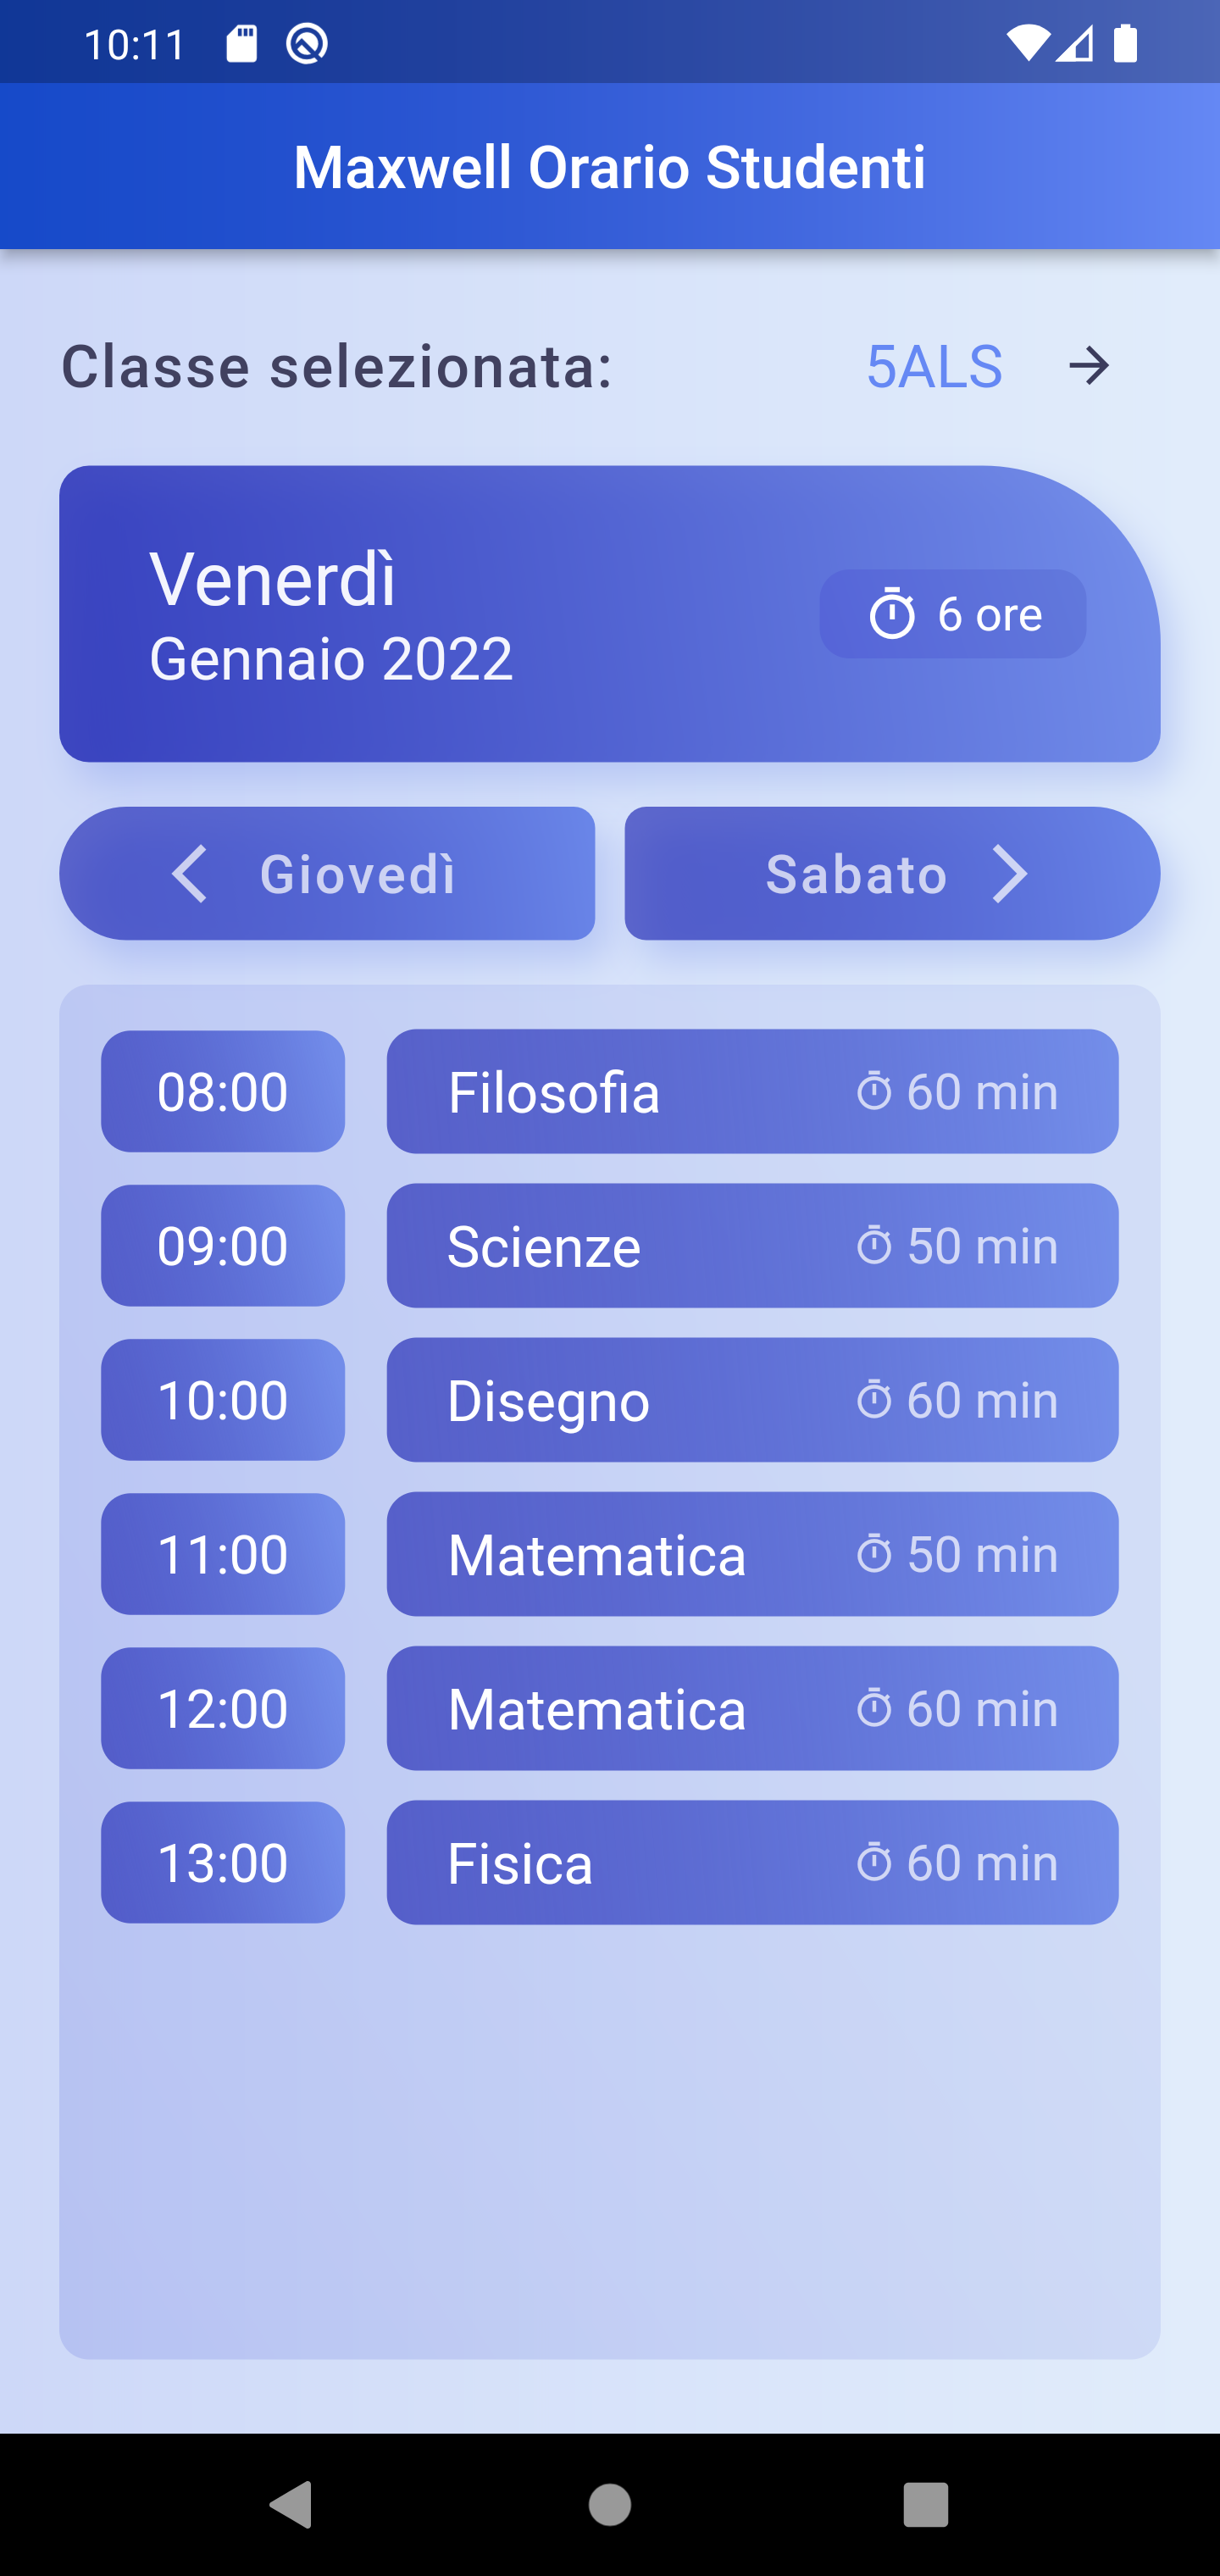 10:11
Maxwell Orario Studenti
Classe selezionata: 5ALS
Venerdì
Gennaio 2022
6 ore
Giovedì Sabato
08:00 Filosofia 60 min
09:00 Scienze 50 min
10:00 Disegno 60 min
11:00 Matematica 50 min
12:00 Matematica 60 min
13:00 Fisica 60 min